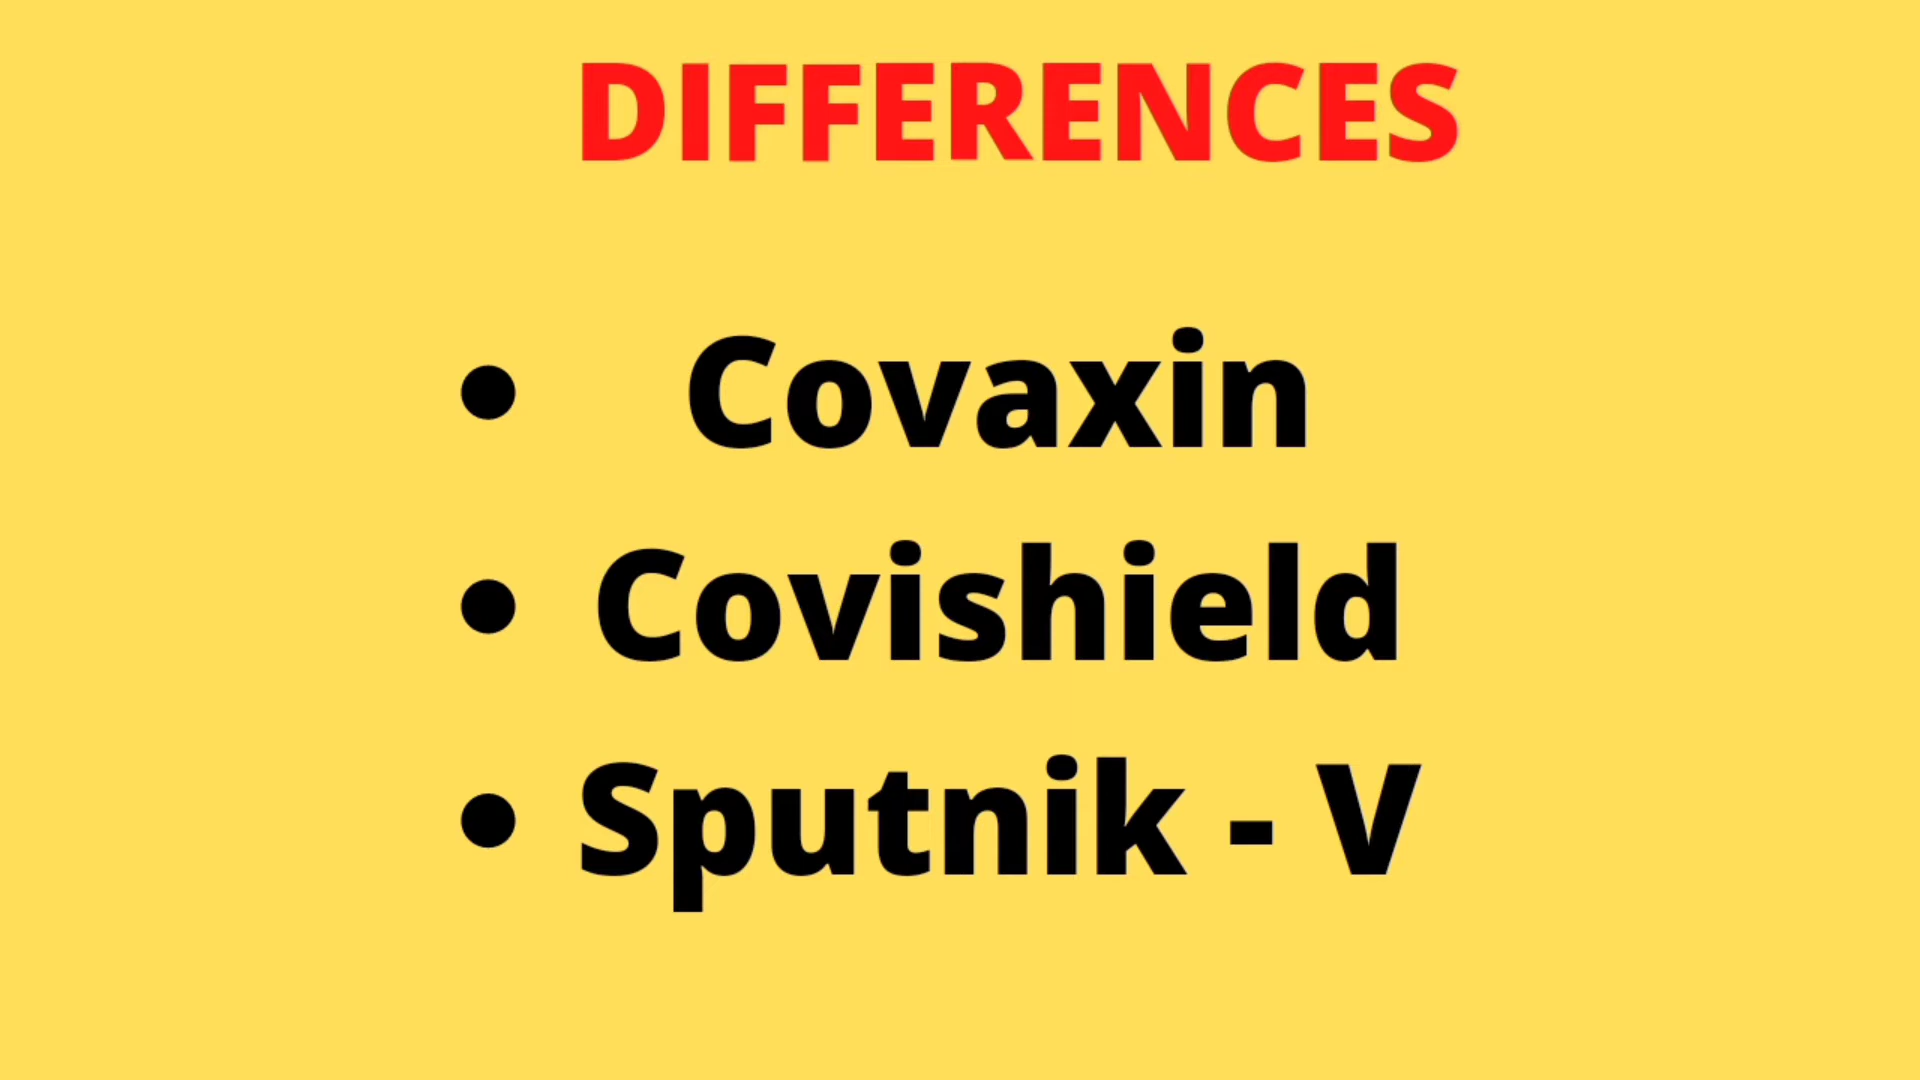 DIFFERENCES
• Covaxin
• Covishield
• Sputnik - V